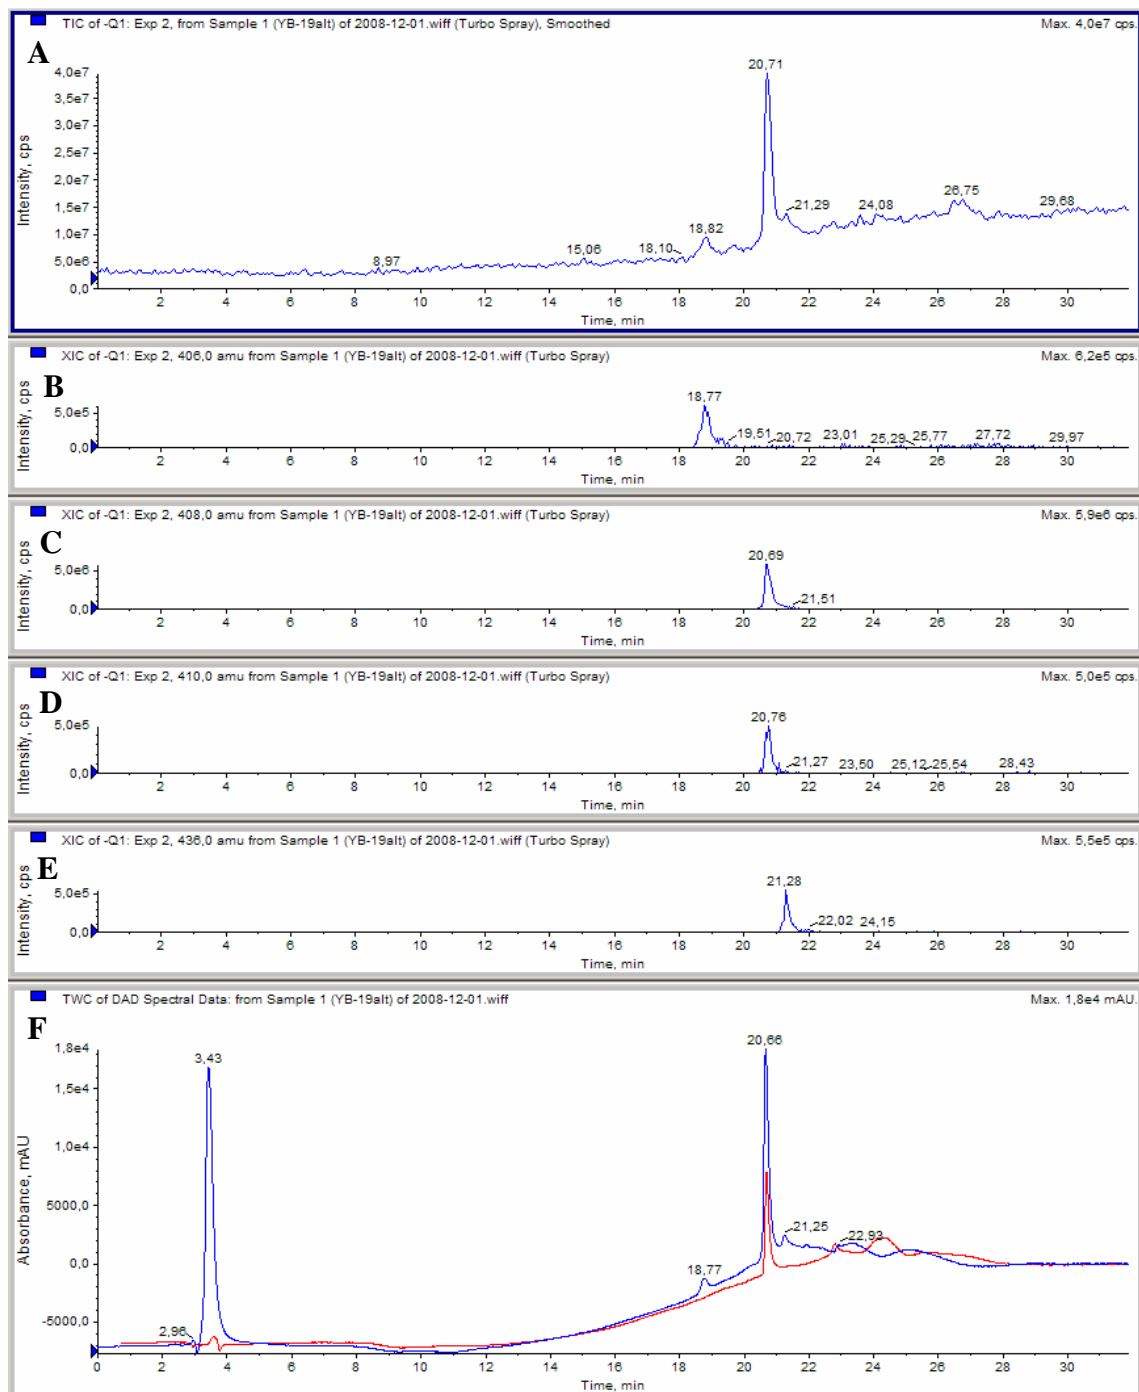 TIC of -Q1: Exp 2, from Sample 1 (YB-19alt) of 2008-12-01.wiff (Turbo Spray), Smoothed Max. 4,0e7 cps.
A
Intensity, cps
4,0e7
3,5e7
3,0e7
2,5e7
2,0e7
1,5e7
1,0e7
5,0e6
0,0
8,97 15,06 18,10 18,82 20,71 21,29 24,08 26,75 29,68
2 4 6 8 10 12 14 16 18 20 22 24 26 28 30
Time, min
XIC of -Q1: Exp 2, 406,0 amu from Sample 1 (YB-19alt) of 2008-12-01.wiff (Turbo Spray) Max. 6,2e5 cps.
B
Intensity, cps
5,0e5
0,0
18,77 19,51 20,72 23,01 25,29 25,77 27,72 29,97
2 4 6 8 10 12 14 16 18 20 22 24 26 28 30
Time, min
XIC of -Q1: Exp 2, 408,0 amu from Sample 1 (YB-19alt) of 2008-12-01.wiff (Turbo Spray) Max. 5,9e6 cps.
C
Intensity, cps
5,0e6
0,0
20,69 21,51
2 4 6 8 10 12 14 16 18 20 22 24 26 28 30
Time, min
XIC of -Q1: Exp 2, 410,0 amu from Sample 1 (YB-19alt) of 2008-12-01.wiff (Turbo Spray) Max. 5,0e5 cps.
D
Intensity, cps
5,0e5
0,0
20,76 21,27 23,50 25,12 25,54 28,43
2 4 6 8 10 12 14 16 18 20 22 24 26 28 30
Time, min
XIC of -Q1: Exp 2, 436,0 amu from Sample 1 (YB-19alt) of 2008-12-01.wiff (Turbo Spray) Max. 5,5e5 cps.
E
Intensity, cps
5,0e5
0,0
21,28 22,02 24,15
2 4 6 8 10 12 14 16 18 20 22 24 26 28 30
Time, min
TWC of DAD Spectral Data: from Sample 1 (YB-19alt) of 2008-12-01.wiff Max. 1,8e4 mAU.
F
Absorbance, mAU
1,8e4
1,5e4
1,0e4
5000,0
0,0
-5000,0
2,96 3,43 18,77 20,66 21,25 22,93
0 2 4 6 8 10 12 14 16 18 20 22 24 26 28 30
Time, min